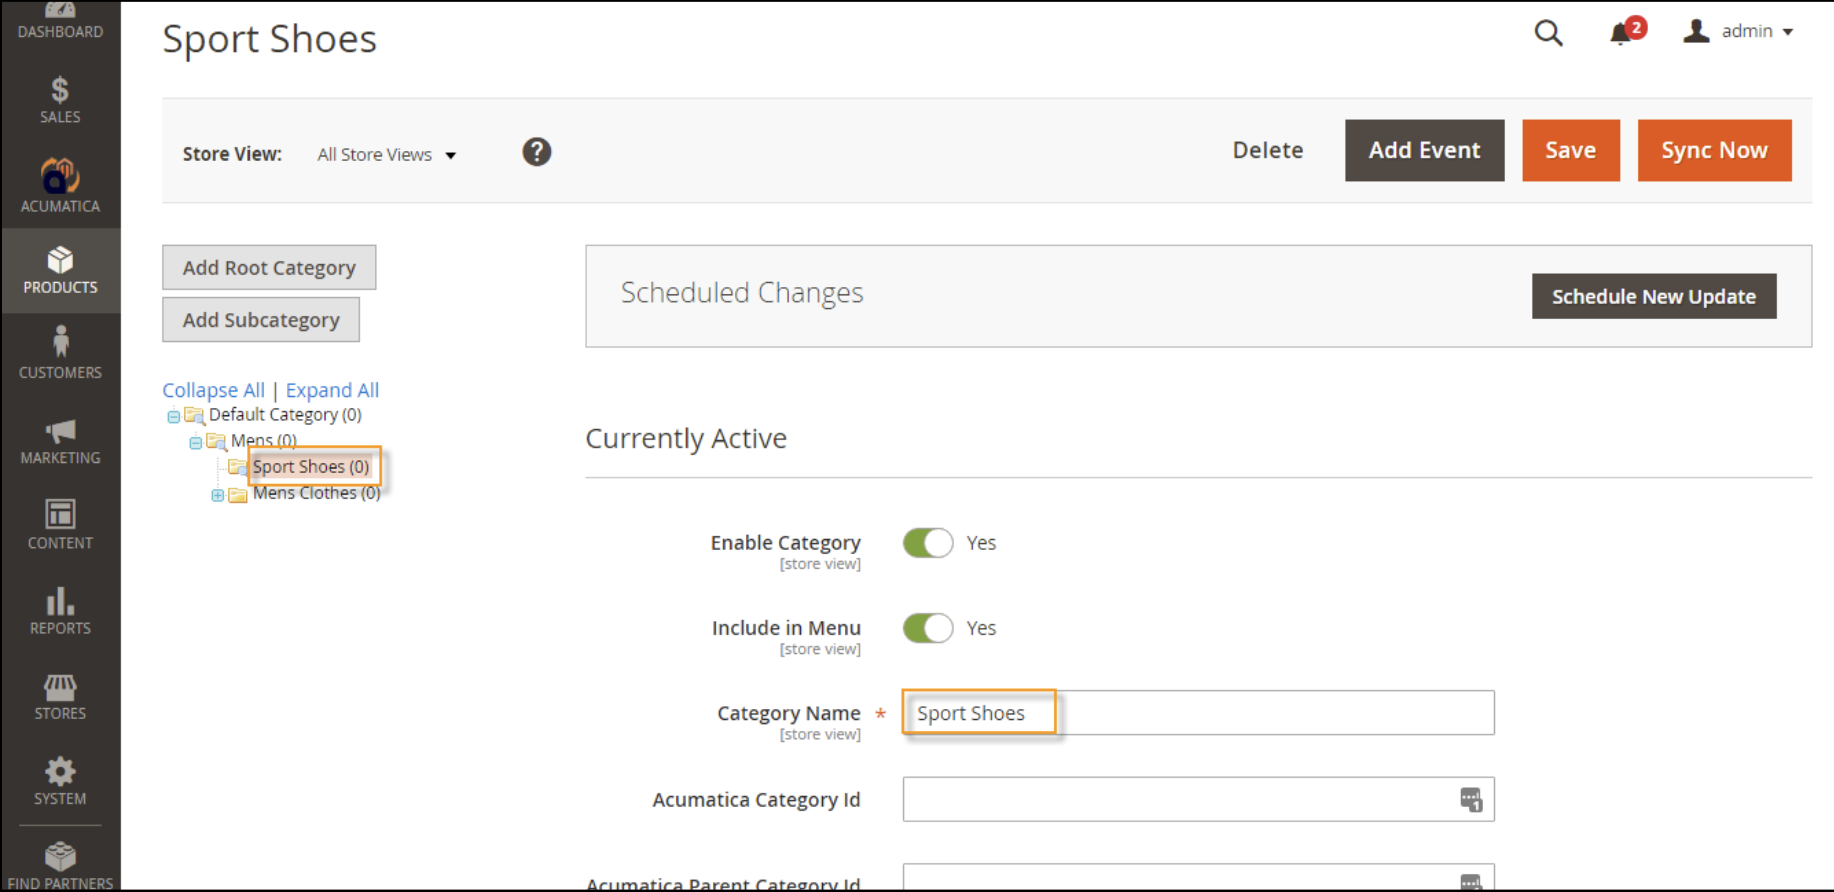 DASHBOARD
SALES
ACUMATICA
PRODUCTS
CUSTOMERS
MARKETING
CONTENT
REPORTS
STORES
SYSTEM
FIND PARTNERS
Sport Shoes
2
admin
Store View: All Store Views ?
Delete Add Event Save Sync Now
Add Root Category
Add Subcategory
Collapse All | Expand All
Default Category (0)
Mens (0)
Sport Shoes (0)
Mens Clothes (0)
Scheduled Changes
Schedule New Update
Currently Active
Enable Category Yes
[store view]
Include in Menu Yes
[store view]
Category Name * Sport Shoes
[store view]
Acumatica Category Id
1
Acumatica Parent Category Id